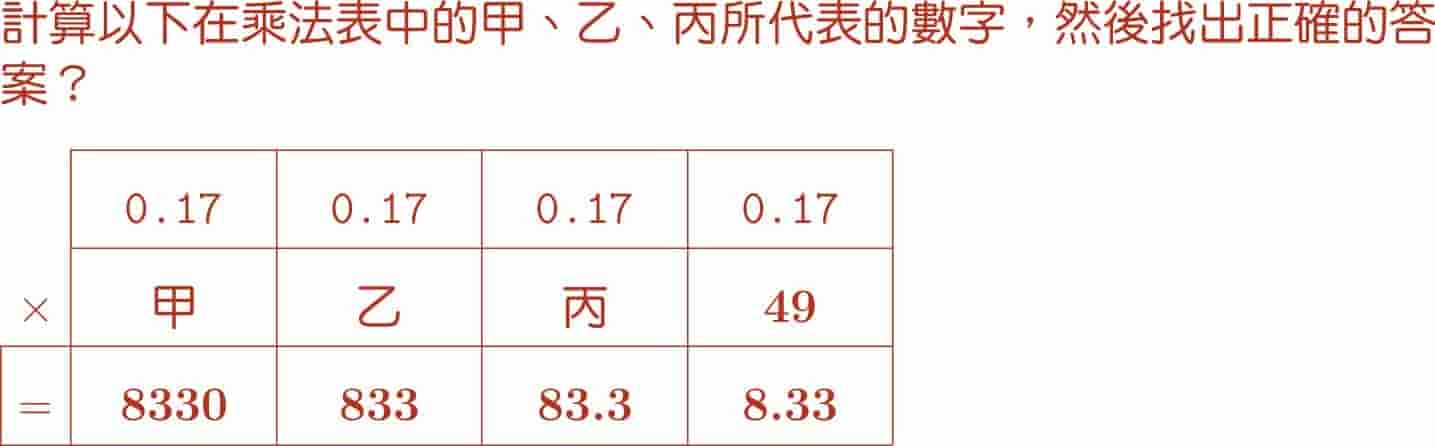 計算以下在乘法表中的甲、乙、丙所代表的數字，然後找出正確的答
案？
0.17 0.17 0.17 0.17
× 甲 乙 丙 49
= 8330 833 83.3 8.33